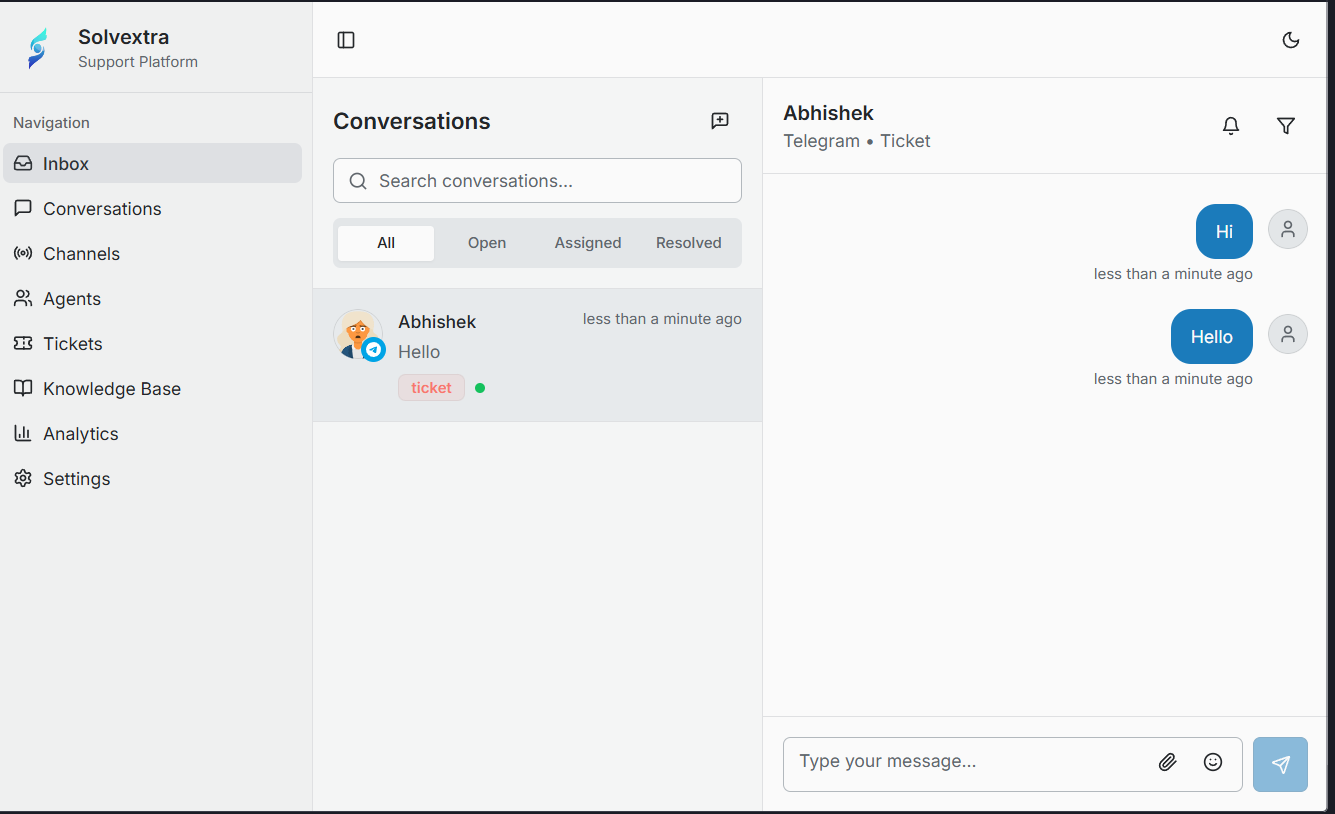 Solvextra
Support Platform
Navigation
Inbox
Conversations
Channels
Agents
Tickets
Knowledge Base
Analytics
Settings
Conversations
Search conversations...
All Open Assigned Resolved
Abhishek less than a minute ago
Hello
ticket
Abhishek
Telegram • Ticket
Hi
less than a minute ago
Hello
less than a minute ago
Type your message...